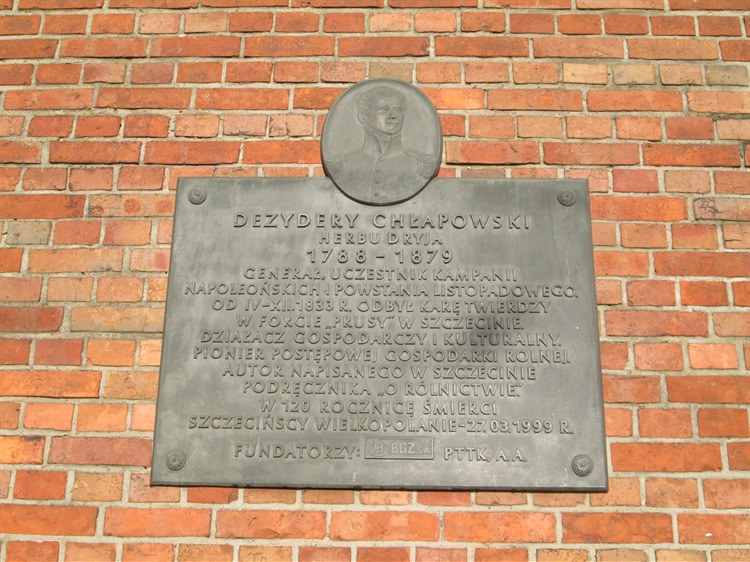 DEZYDERY CHŁAPOWSKI
HERBU DRYJA
1788 - 1879
GENERAŁ, UCZESTNIK KAMPANII
NAPOLEOŃSKICH I POWSTANIA LISTOPADOWEGO.
OD IV-XII.1833 R. ODBYŁ KARĘ TWIERDZY
W FORCIE „PRUSY" W SZCZECINIE.
DZIAŁACZ GOSPODARCZY I KULTURALNY.
PIONIER POSTĘPOWEJ GOSPODARKI ROLNEJ.
AUTOR NAPISANEGO W SZCZECINIE
PODRĘCZNIKA „O RÓLNICTWIE".
W 120 ROCZNICĘ ŚMIERCI
SZCZECIŃSCY WIELKOPOLANIE-27.03.1999 R.
FUNDATORZY: BGŻ SA PTTK, A.A.